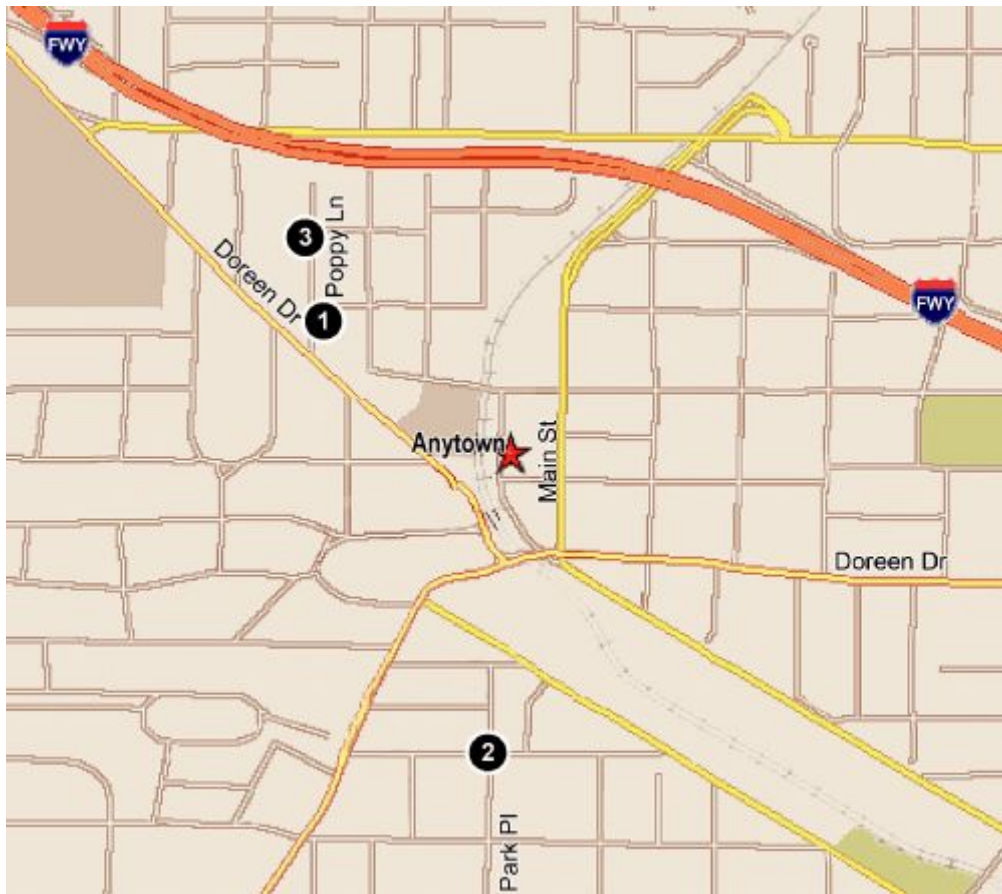 FWY
3
Poppy Ln
Doreen Dr
1
FWY
Anytown
Main St
Doreen Dr
2
Park Pl